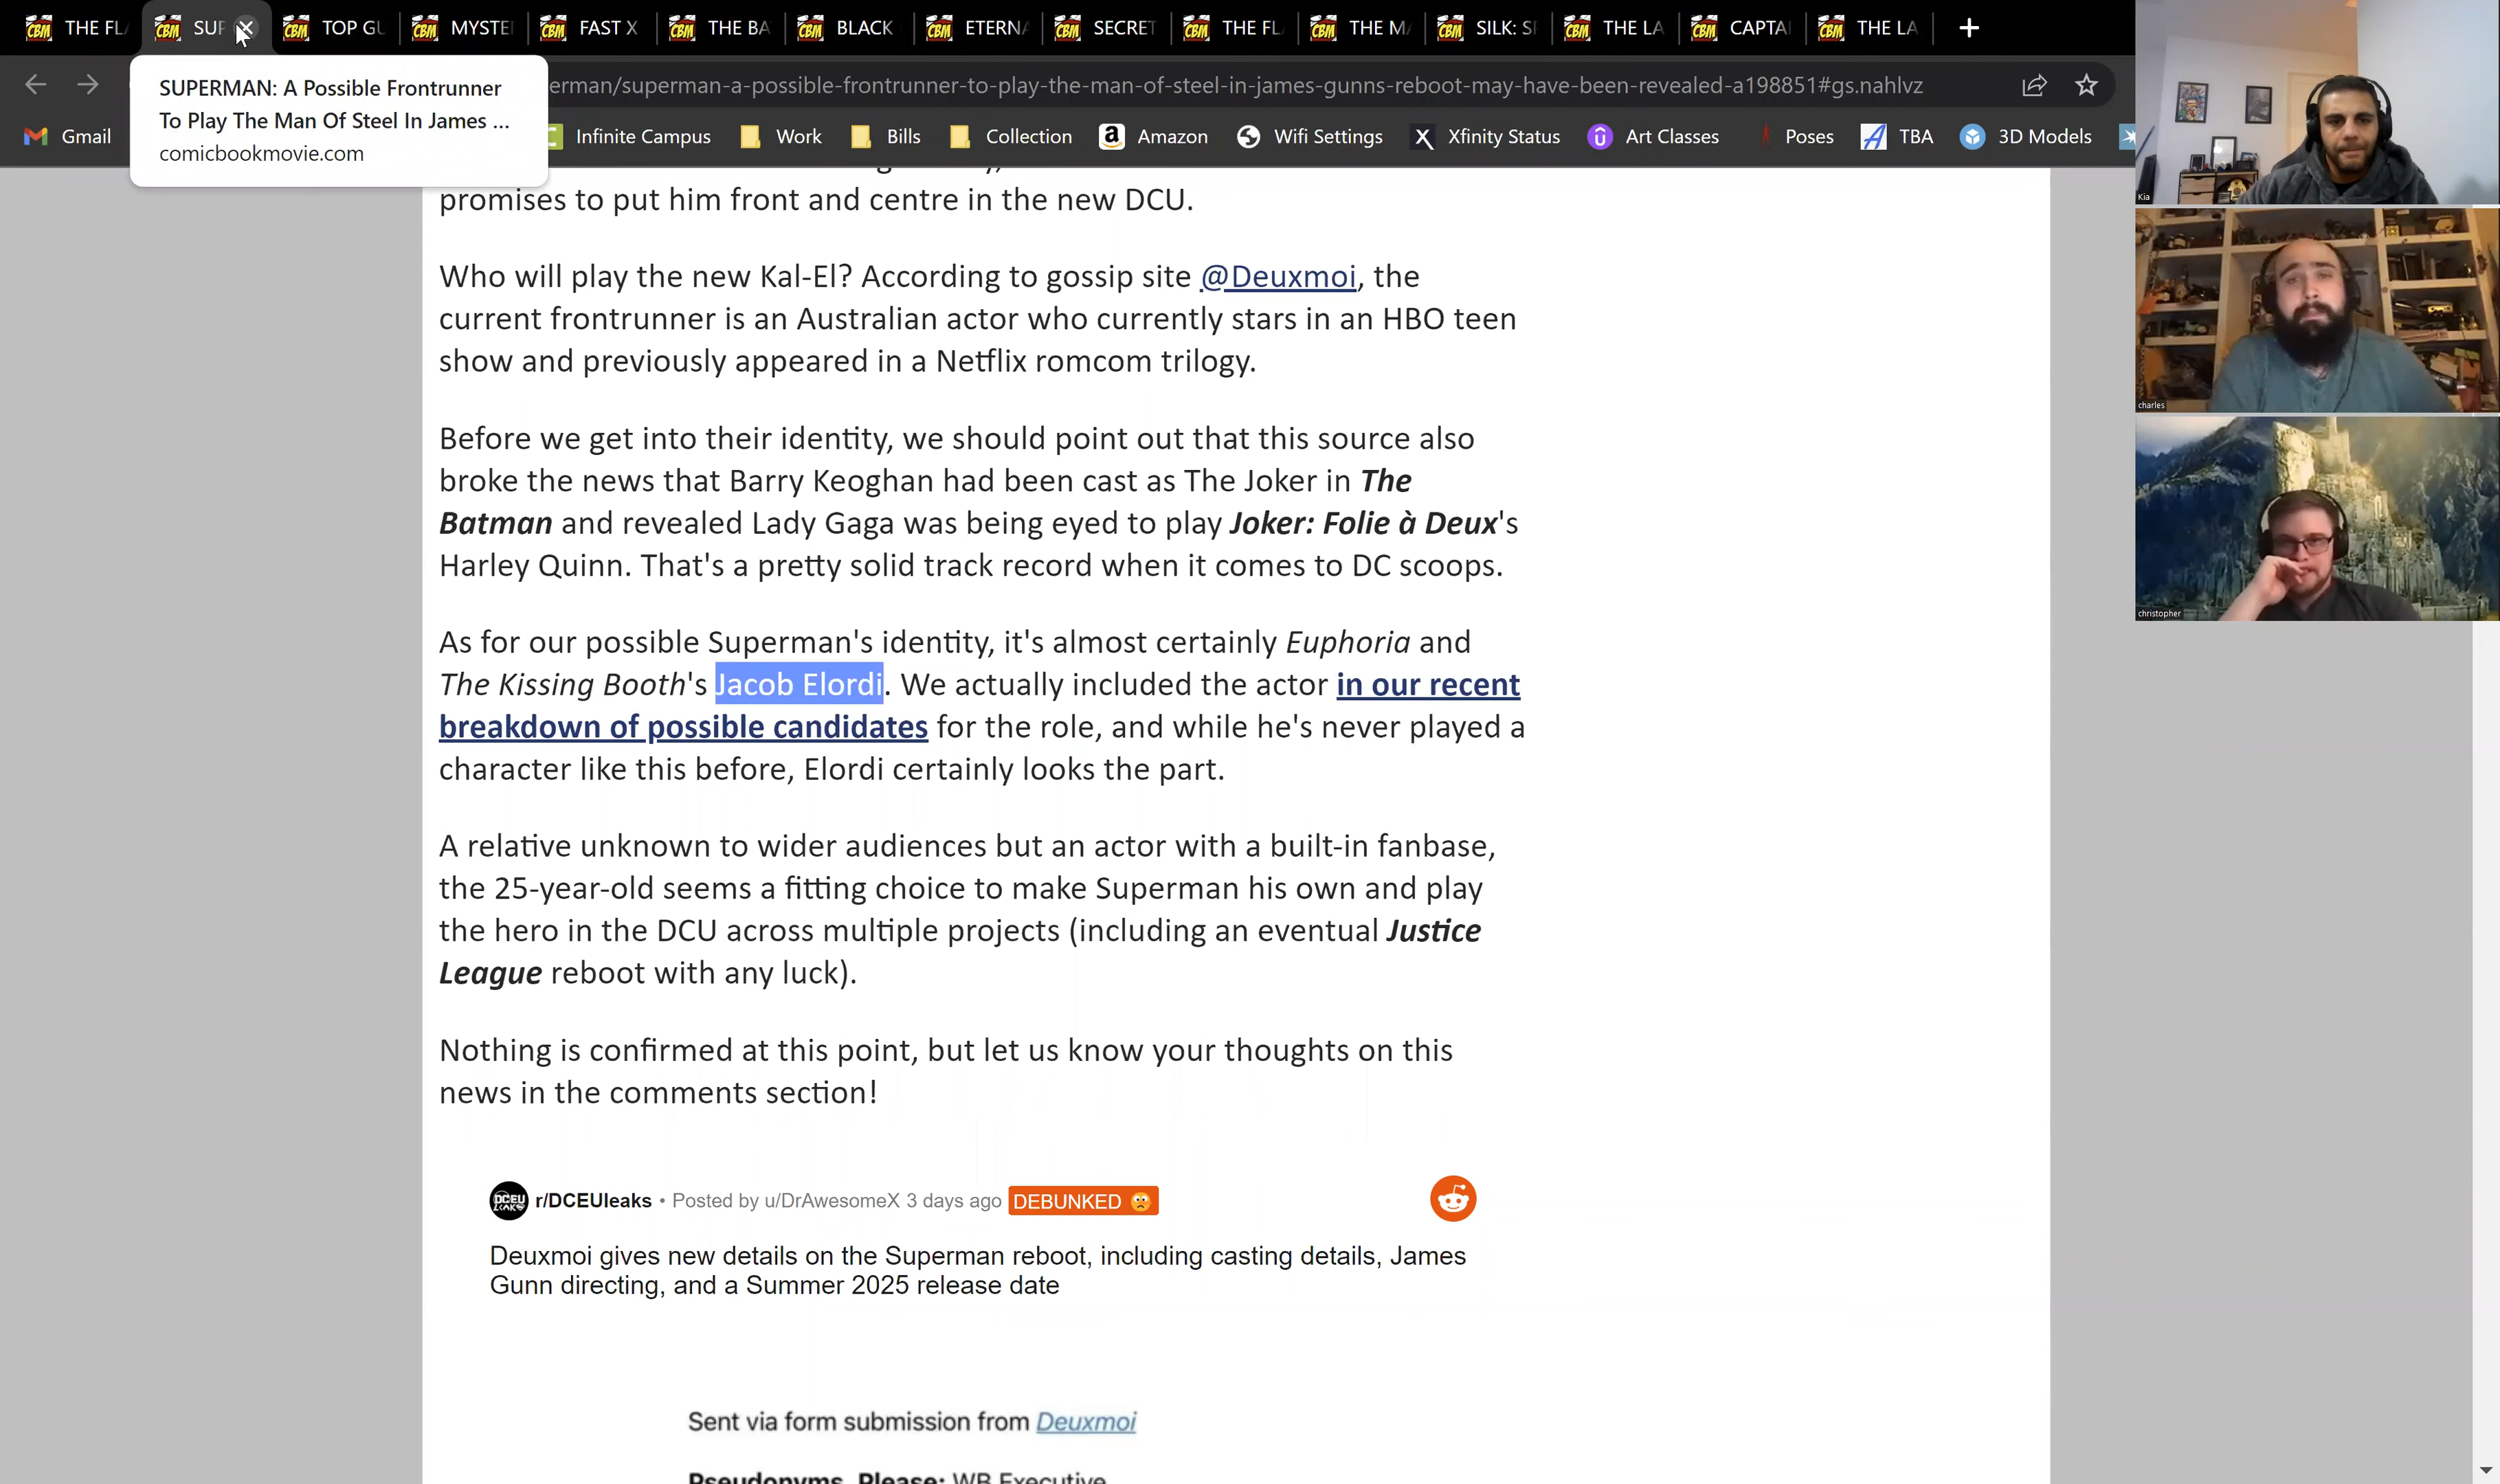 THE FL
SUP
TOP GU
MYSTE
FAST X
THE BA
BLACK
ETERNA
SECRET
THE FL
THE MA
SILK: SP
THE LA
CAPTAI
THE LA
SUPERMAN: A Possible Frontrunner
To Play The Man Of Steel In James ...
comicbookmovie.com
erman/superman-a-possible-frontrunner-to-play-the-man-of-steel-in-james-gunns-reboot-may-have-been-revealed-a198851#gs.nahlvz
Gmail
Infinite Campus
Work
Bills
Collection
Amazon
Wifi Settings
Xfinity Status
Art Classes
Poses
TBA
3D Models
promises to put him front and centre in the new DCU.
Who will play the new Kal-El? According to gossip site @Deuxmoi, the
current frontrunner is an Australian actor who currently stars in an HBO teen
show and previously appeared in a Netflix romcom trilogy.
Before we get into their identity, we should point out that this source also
broke the news that Barry Keoghan had been cast as The Joker in The
Batman and revealed Lady Gaga was being eyed to play Joker: Folie à Deux's
Harley Quinn. That's a pretty solid track record when it comes to DC scoops.
As for our possible Superman's identity, it's almost certainly Euphoria and
The Kissing Booth's Jacob Elordi. We actually included the actor in our recent
breakdown of possible candidates for the role, and while he's never played a
character like this before, Elordi certainly looks the part.
A relative unknown to wider audiences but an actor with a built-in fanbase,
the 25-year-old seems a fitting choice to make Superman his own and play
the hero in the DCU across multiple projects (including an eventual Justice
League reboot with any luck).
Nothing is confirmed at this point, but let us know your thoughts on this
news in the comments section!
r/DCEUleaks • Posted by u/DrAwesomeX 3 days ago DEBUNKED
Deuxmoi gives new details on the Superman reboot, including casting details, James
Gunn directing, and a Summer 2025 release date
Sent via form submission from Deuxmoi
Pseudonyms, Please: WB Executive
Kia
charles
christopher